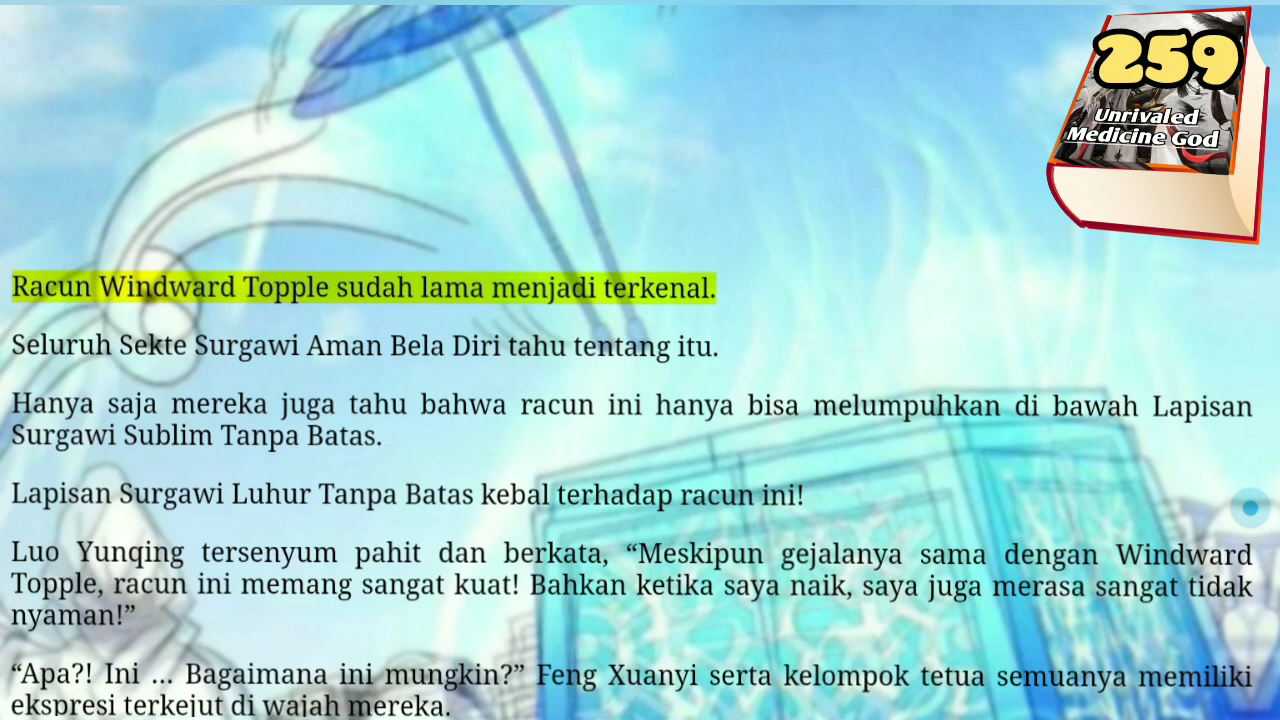 259
Unrivaled
Medicine God
Racun Windward Topple sudah lama menjadi terkenal.
Seluruh Sekte Surgawi Aman Bela Diri tahu tentang itu.
Hanya saja mereka juga tahu bahwa racun ini hanya bisa melumpuhkan di bawah Lapisan
Surgawi Sublim Tanpa Batas.
Lapisan Surgawi Luhur Tanpa Batas kebal terhadap racun ini!
Luo Yunqing tersenyum pahit dan berkata, “Meskipun gejalanya sama dengan Windward
Topple, racun ini memang sangat kuat! Bahkan ketika saya naik, saya juga merasa sangat tidak
nyaman!”
“Apa?! Ini ... Bagaimana ini mungkin?” Feng Xuanyi serta kelompok tetua semuanya memiliki
ekspresi terkejut di wajah mereka.